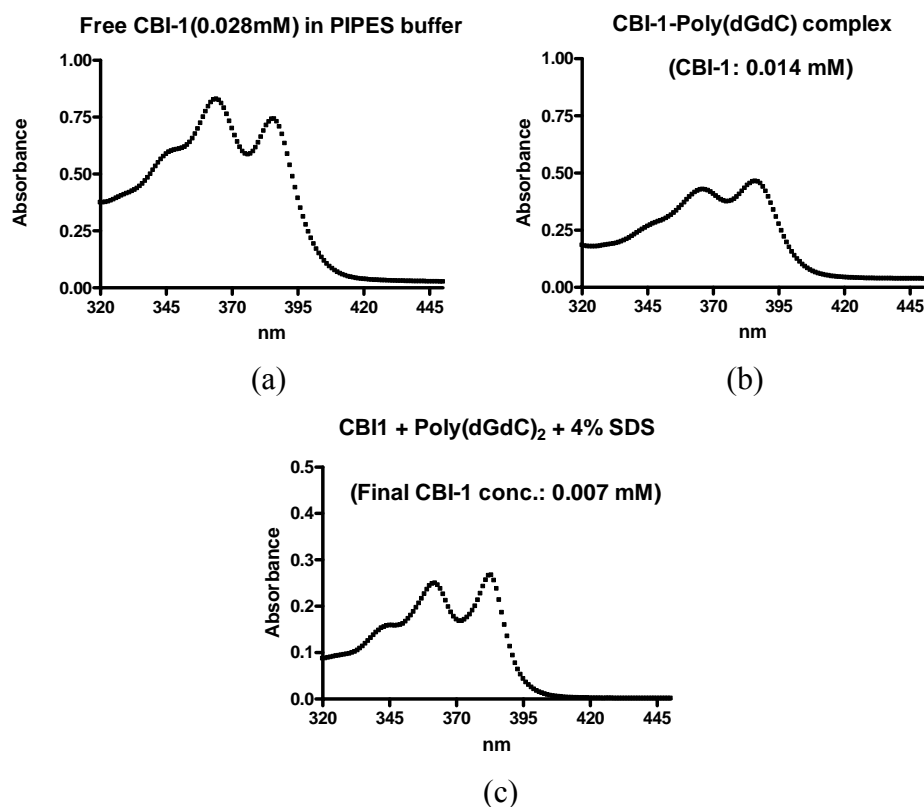 Free CBI-1(0.028mM) in PIPES buffer
1.00
0.75
0.50
0.25
0.00
Absorbance
320 345 370 395 420 445
nm
(a)
CBI-1-Poly(dGdC) complex
(CBI-1: 0.014 mM)
1.00
0.75
0.50
0.25
0.00
Absorbance
320 345 370 395 420 445
nm
(b)
CBI1 + Poly(dGdC)2 + 4% SDS
(Final CBI-1 conc.: 0.007 mM)
0.5
0.4
0.3
0.2
0.1
0.0
Absorbance
320 345 370 395 420 445
nm
(c)